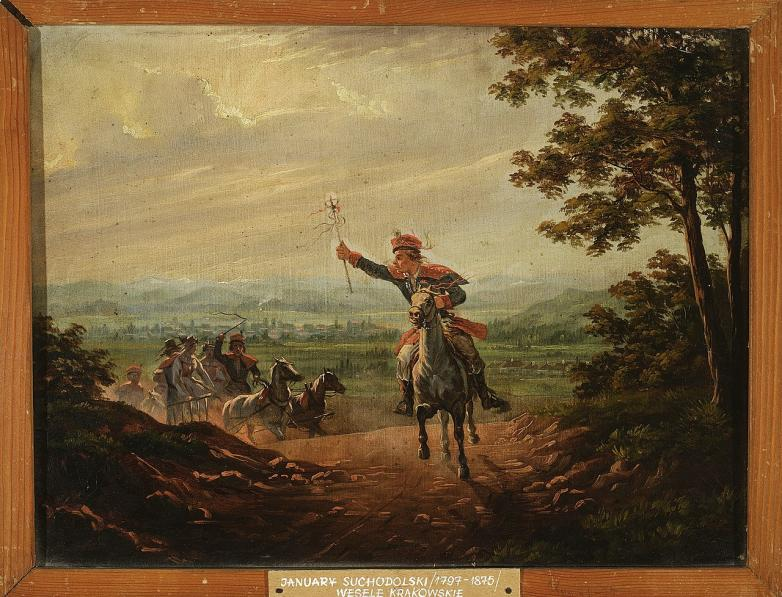 JANUARY SUCHODOLSKI /1797-1875/
WESELE KRAKOWSKIE